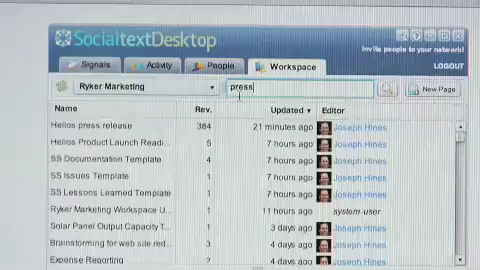 SocialtextDesktop
Invite people to your network!
Signals Activity People Workspace LOGOUT
Ryker Marketing press New Page
Name Rev. Updated Editor
Helios press release 384 21 minutes ago Joseph Hines
Helios Product Launch Readi... 5 7 hours ago Joseph Hines
SS Documentation Template 4 7 hours ago Joseph Hines
SS Issues Template 1 7 hours ago Joseph Hines
SS Lessons Learned Template 1 7 hours ago Joseph Hines
Ryker Marketing Workspace U... 1 11 hours ago system-user
Solar Panel Output Capacity T... 1 3 days ago Joseph Hines
Brainstorming for web site red... 3 4 days ago Joseph Hines
Expense Reporting 2 4 days ago Joseph Hines